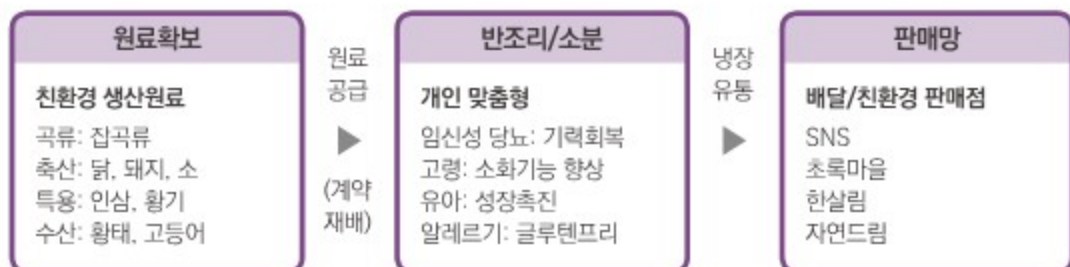 원료확보
친환경 생산원료
곡류: 잡곡류
축산: 닭, 돼지, 소
특용: 인삼, 황기
수산: 황태, 고등어
원료
공급
(계약
재배)
반조리/소분
개인 맞춤형
임신성 당뇨: 기력회복
고령: 소화기능 향상
유아: 성장촉진
알레르기: 글루텐프리
냉장
유통
판매망
배달/친환경 판매점
SNS
초록마을
한살림
자연드림